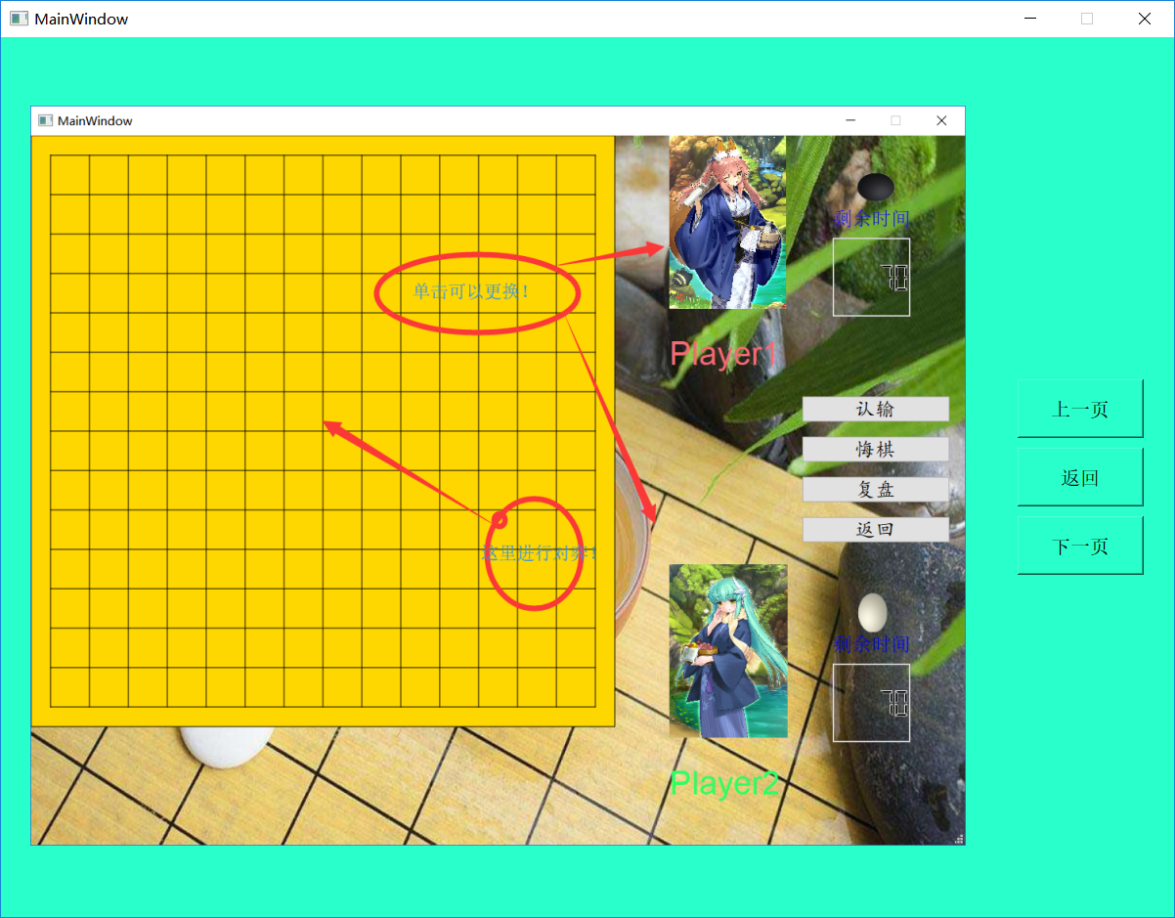 MainWindow
MainWindow
单击可以更换！
剩余时间
70
Player1
认输
悔棋
复盘
返回
这里进行对弈！
剩余时间
70
Player2
上一页
返回
下一页